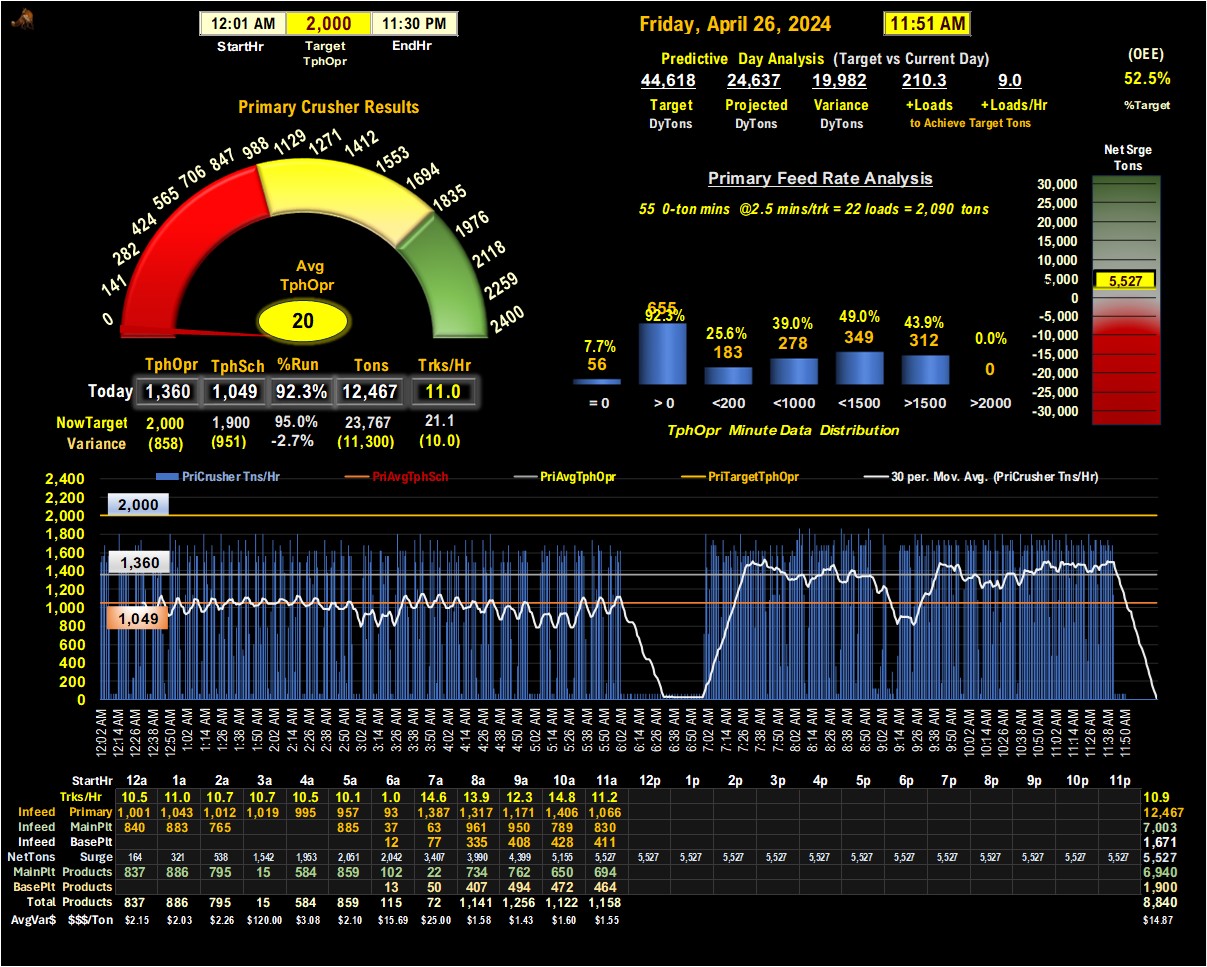 12:01 AM 2,000 11:30 PM
StartHr Target TphOpr EndHr
Friday, April 26, 2024 11:51 AM
Predictive Day Analysis (Target vs Current Day)
44,618 24,637 19,982 210.3 9.0
Target Projected Variance +Loads +Loads/Hr
DyTons DyTons DyTons to Achieve Target Tons
(OEE)
52.5%
%Target
Primary Crusher Results
0 141 282 424 565 706 847 988 1129 1271 1412 1553 1694 1835 1976 2118 2259 2400
Avg
TphOpr
20
TphOpr TphSch %Run Tons Trks/Hr
Today 1,360 1,049 92.3% 12,467 11.0
NowTarget 2,000 1,900 95.0% 23,767 21.1
Variance (858) (951) -2.7% (11,300) (10.0)
Primary Feed Rate Analysis
55 0-ton mins @2.5 mins/trk = 22 loads = 2,090 tons
7.7% 92.3% 25.6% 39.0% 49.0% 43.9% 0.0%
56 655 183 278 349 312 0
= 0 > 0 <200 <1000 <1500 >1500 >2000
TphOpr Minute Data Distribution
Net Srge
Tons
30,000
25,000
20,000
15,000
10,000
5,000
0
-5,000
-10,000
-15,000
-20,000
-25,000
-30,000
5,527
PriCrusher Tns/Hr PriAvgTphSch PriAvgTphOpr PriTargetTphOpr 30 per. Mov. Avg. (PriCrusher Tns/Hr)
2,400
2,200
2,000
1,800
1,600
1,400
1,200
1,000
800
600
400
200
0
2,000
1,360
1,049
12:02 AM 12:14 AM 12:26 AM 12:38 AM 12:50 AM 1:02 AM 1:14 AM 1:26 AM 1:38 AM 1:50 AM 2:02 AM 2:14 AM 2:26 AM 2:38 AM 2:50 AM 3:02 AM 3:14 AM 3:26 AM 3:38 AM 3:50 AM 4:02 AM 4:14 AM 4:26 AM 4:38 AM 4:50 AM 5:02 AM 5:14 AM 5:26 AM 5:38 AM 5:50 AM 6:02 AM 6:14 AM 6:26 AM 6:38 AM 6:50 AM 7:02 AM 7:14 AM 7:26 AM 7:38 AM 7:50 AM 8:02 AM 8:14 AM 8:26 AM 8:38 AM 8:50 AM 9:02 AM 9:14 AM 9:26 AM 9:38 AM 9:50 AM 10:02 AM 10:14 AM 10:26 AM 10:38 AM 10:50 AM 11:02 AM 11:14 AM 11:26 AM 11:38 AM 11:50 AM
StartHr 12a 1a 2a 3a 4a 5a 6a 7a 8a 9a 10a 11a 12p 1p 2p 3p 4p 5p 6p 7p 8p 9p 10p 11p
Trks/Hr 10.5 11.0 10.7 10.7 10.5 10.1 1.0 14.6 13.9 12.3 14.8 11.2 10.9
Infeed Primary 1,001 1,043 1,012 1,019 995 957 93 1,387 1,317 1,171 1,406 1,066 12,467
Infeed MainPlt 840 883 765 885 37 63 961 950 789 830 7,003
Infeed BasePlt 12 77 335 408 428 411 1,671
NetTons Surge 164 321 538 1,542 1,953 2,051 2,042 3,407 3,990 4,399 5,155 5,527 5,527 5,527 5,527 5,527 5,527 5,527 5,527 5,527 5,527 5,527 5,527 5,527 5,527
MainPlt Products 837 886 795 15 584 859 102 22 734 762 650 694 6,940
BasePlt Products 13 50 407 494 472 464 1,900
Total Products 837 886 795 15 584 859 115 72 1,141 1,256 1,122 1,158 8,840
AvgVar$ $$$/Ton $2.15 $2.03 $2.26 $120.00 $3.08 $2.10 $15.69 $25.00 $1.58 $1.43 $1.60 $1.55 $14.87